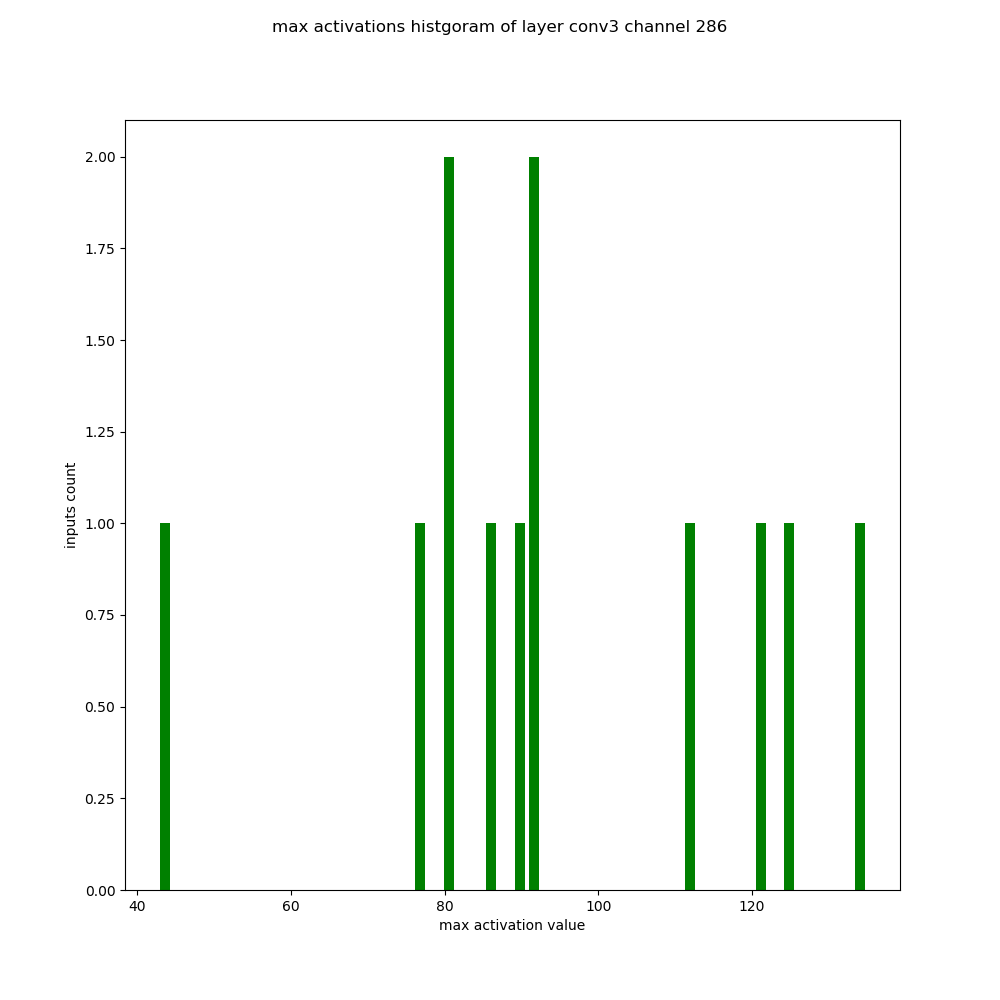 max activations histgoram of layer conv3 channel 286
2.00
1.75
1.50
1.25
1.00
0.75
0.50
0.25
0.00
inputs count
40 60 80 100 120
max activation value